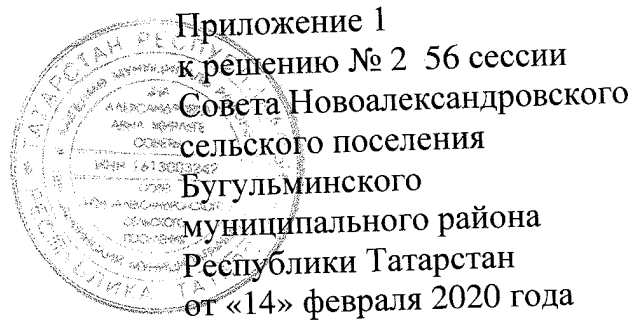 Приложение 1
к решению № 2 56 сессии
Совета Новоалександровского
сельского поселения
Бугульминского
муниципального района
Республики Татарстан
от «14» февраля 2020 года